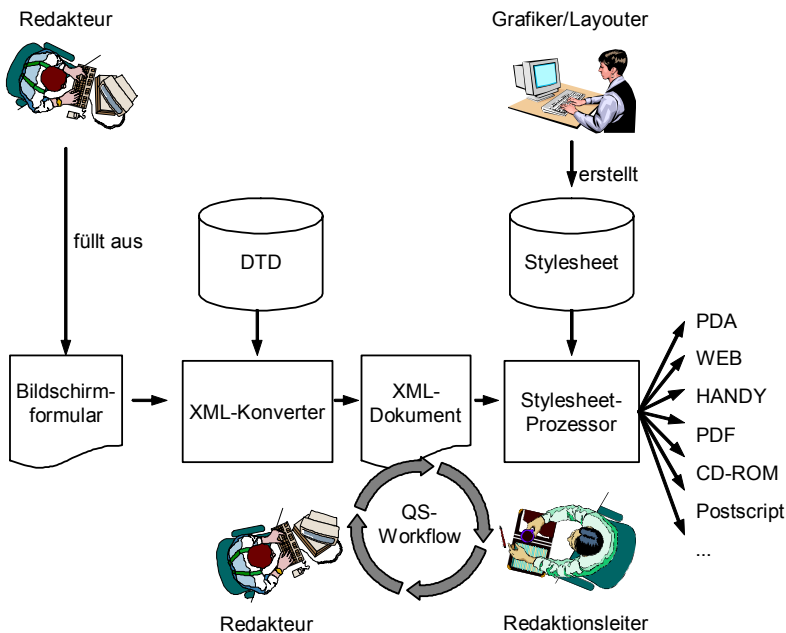 Redakteur
Grafiker/Layouter
erstellt
füllt aus
DTD
Stylesheet
Bildschirm-
formular
XML-Konverter
XML-
Dokument
Stylesheet-
Prozessor
PDA
WEB
HANDY
PDF
CD-ROM
Postscript
...
QS-
Workflow
Redakteur
Redaktionsleiter